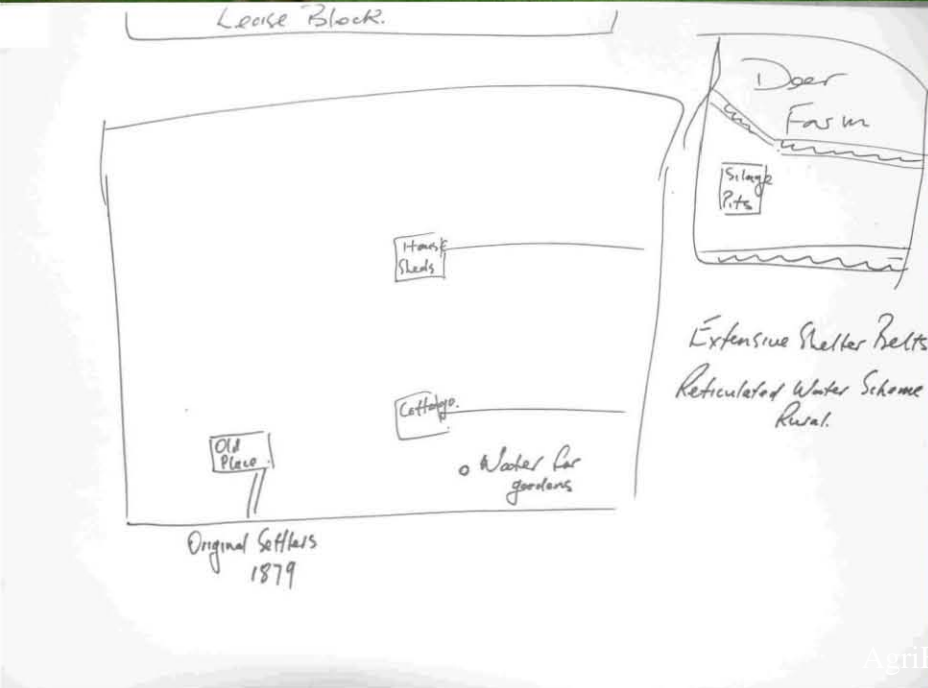 Lease Block.
Deer
Farm
Silage
Pits
House
Sheds
Extensive Shelter Belts
Reticulated Water Scheme
Rural.
Cottage.
Old
Place.
Water for
gardens
Original Settlers
1879